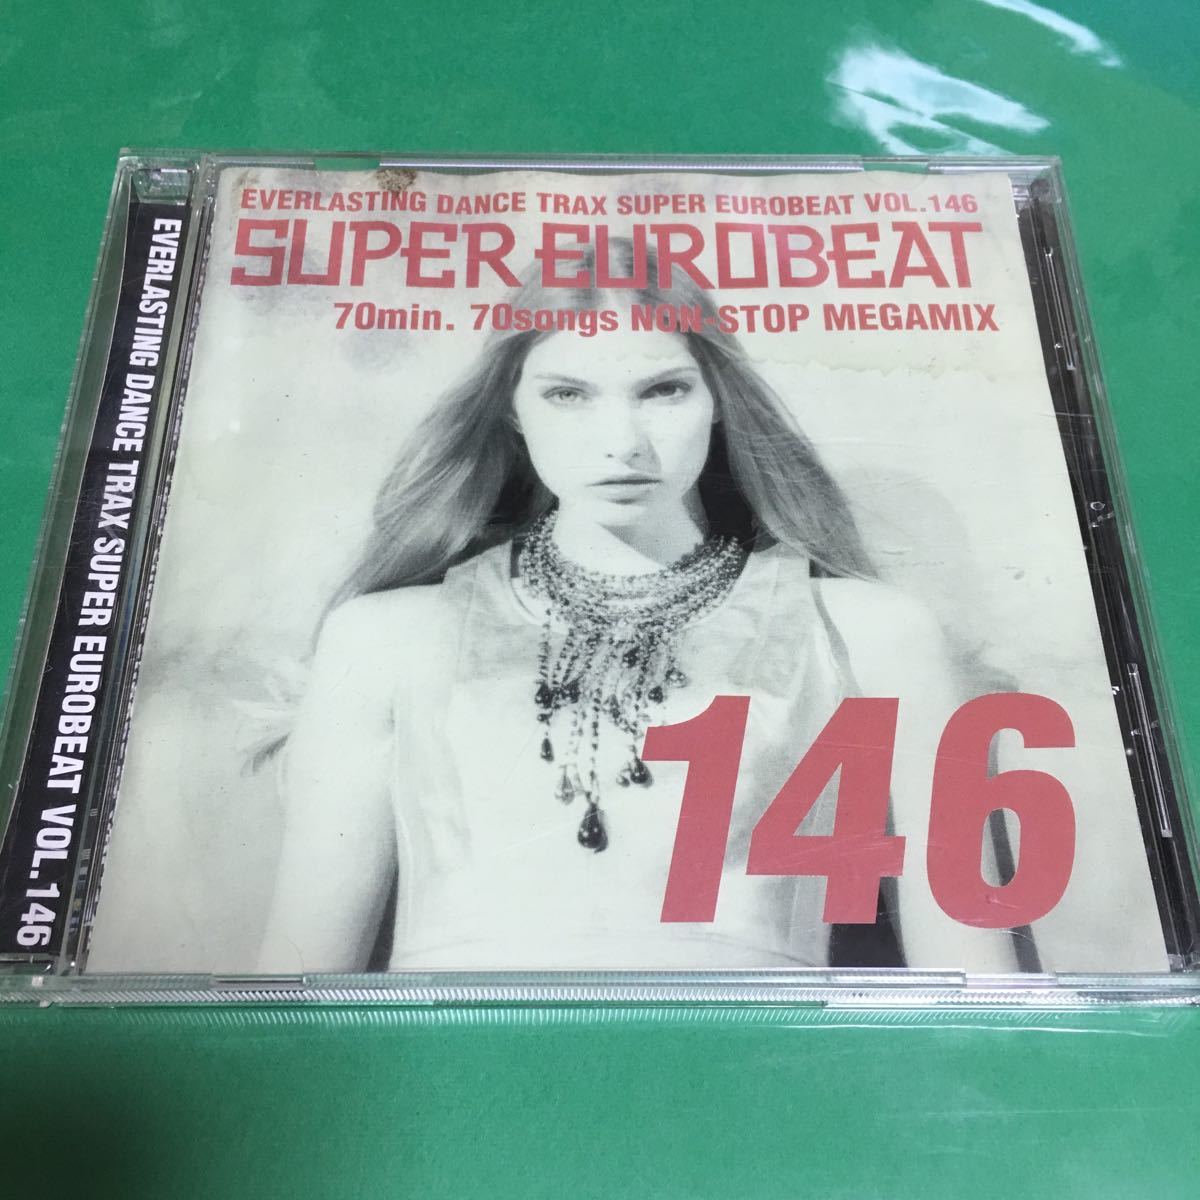 EVERLASTING DANCE TRAX SUPER EUROBEAT VOL.146
SUPER EUROBEAT
70min. 70songs NON-STOP MEGAMIX
146
EVERLASTING DANCE TRAX SUPER EUROBEAT VOL.146